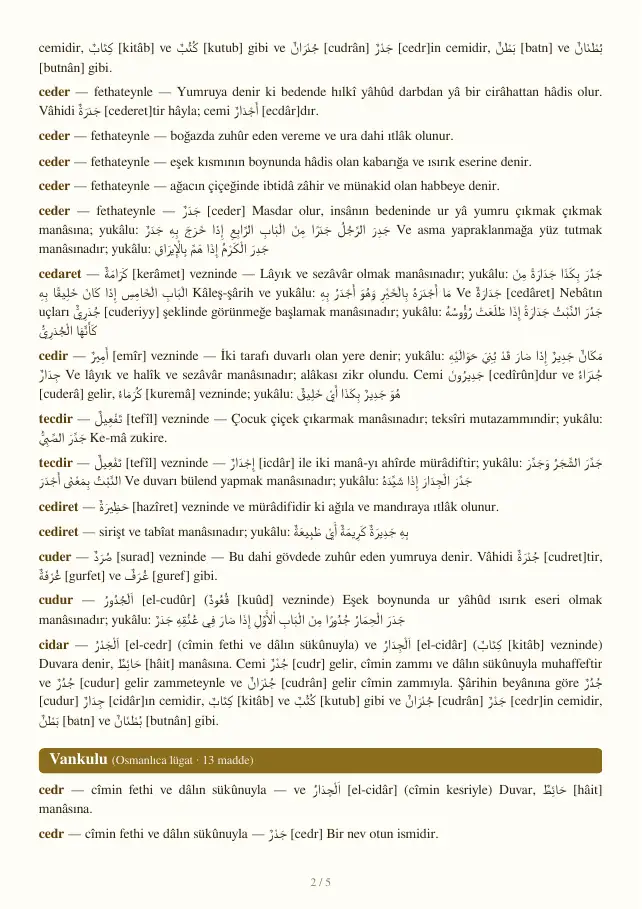 cemidir, كِتَابٌ [kitâb] ve كُتُبٌ [kutub] gibi ve جُدْرَانٌ [cudrân] جَدْرٌ [cedr]in cemidir, بَطْنٌ [batn] ve بُطْنَانٌ
[butnân] gibi.
ceder — fethateynle — Yumruya denir ki bedende hılkî yâhûd darbdan yâ bir cirâhattan hâdis olur.
Vâhidi جَدَرَةٌ [cederet]tir hâyla; cemi أَجْدَارٌ [ecdâr]dır.
ceder — fethateynle — boğazda zuhûr eden vereme ve ura dahi ıtlâk olunur.
ceder — fethateynle — eşek kısmının boynunda hâdis olan kabarığa ve ısırık eserine denir.
ceder — fethateynle — ağacın çiçeğinde ibtidâ zâhir ve münakid olan habbeye denir.
ceder — fethateynle — جَدَرٌ [ceder] Masdar olur, insânın bedeninde ur yâ yumru çıkmak çıkmak
manâsına; yukâlu: جَدِرَ الرَّجُلُ جَدَرًا مِنَ الْبَابِ الرَّابِعِ إِذَا خَرَجَ بِهِ جَدَرٌ Ve asma yapraklanmağa yüz tutmak
manâsınadır; yukâlu: جَدِرَ الْكَرْمُ إِذَا هَمَّ بِالْإِيرَاقِ
cedaret — كَرَامَةٌ [kerâmet] vezninde — Lâyık ve sezâvâr olmak manâsınadır; yukâlu: جَدُرَ بِكَذَا جَدَارَةً مِنَ
الْبَابِ الْخَامِسِ إِذَا كَانَ خَلِيقًا بِهِ Kâleş-şârih ve yukâlu: مَا أَجْدَرَهُ بِالْخَيْرِ وَهُوَ أَجْدَرُ بِهِ Ve جَدَارَةٌ [cedâret] Nebâtın
uçları جُدَرِيٌّ [cuderiyy] şeklinde görünmeğe başlamak manâsınadır; yukâlu: جَدُرَ النَّبْتُ جَدَارَةً إِذَا طَلَعَتْ رُؤُوسُهُ
كَأَنَّهَا الْجُدَرِيُّ
cedir — أَمِيرٌ [emîr] vezninde — İki tarafı duvarlı olan yere denir; yukâlu: مَكَانٌ جَدِيرٌ إِذَا صَارَ قَدْ بُنِيَ حَوَالَيْهِ
جِدَارٌ Ve lâyık ve halîk ve sezâvâr manâsınadır; alâkası zikr olundu. Cemi جَدِيرُونَ [cedîrûn]dur ve جُدَرَاءُ
[cuderâ] gelir, كُرَمَاءُ [kuremâ] vezninde; yukâlu: هُوَ جَدِيرٌ بِكَذَا أَيْ خَلِيقٌ
tecdir — تَفْعِيلٌ [tefîl] vezninde — Çocuk çiçek çıkarmak manâsınadır; teksîri mutazammındır; yukâlu:
جَدَّرَ الصَّبِيُّ Ke-mâ zukire.
tecdir — تَفْعِيلٌ [tefîl] vezninde — إِجْدَارٌ [icdâr] ile iki manâ-yı ahîrde mürâdiftir; yukâlu: جَدَّرَ الشَّجَرُ وَجَدَّرَ
النَّبْتُ بِمَعْنَى أَجْدَرَ Ve duvarı bülend yapmak manâsınadır; yukâlu: جَدَّرَ الْجِدَارَ إِذَا شَيَّدَهُ
cediret — حَظِيرَةٌ [hazîret] vezninde ve mürâdifidir ki ağıla ve mandıraya ıtlâk olunur.
cediret — sirişt ve tabîat manâsınadır; yukâlu: بِهِ جَدِيرَةٌ كَرِيمَةٌ أَيْ طَبِيعَةٌ
cuder — صُرَدٌ [surad] vezninde — Bu dahi gövdede zuhûr eden yumruya denir. Vâhidi جُدْرَةٌ [cudret]tir,
غُرْفَةٌ [gurfet] ve غُرَفٌ [guref] gibi.
cudur — اَلْجُدُورُ [el-cudûr] (قُعُودٌ [kuûd] vezninde) Eşek boynunda ur yâhûd ısırık eseri olmak
manâsınadır; yukâlu: جَدَرَ الْحِمَارُ جُدُورًا مِنَ الْبَابِ الْأَوَّلِ إِذَا صَارَ فِي عُنُقِهِ جَدَرٌ
cidar — اَلْجَدْرُ [el-cedr] (cîmin fethi ve dâlın sükûnuyla) ve اَلْجِدَارُ [el-cidâr] (كِتَابٌ [kitâb] vezninde)
Duvara denir, حَائِطٌ [hâit] manâsına. Cemi جُدْرٌ [cudr] gelir, cîmin zammı ve dâlın sükûnuyla muhaffeftir
ve جُدُرٌ [cudur] gelir zammeteynle ve جُدْرَانٌ [cudrân] gelir cîmin zammıyla. Şârihin beyânına göre جُدُرٌ
[cudur] جِدَارٌ [cidâr]ın cemidir, كِتَابٌ [kitâb] ve كُتُبٌ [kutub] gibi ve جُدْرَانٌ [cudrân] جَدْرٌ [cedr]in cemidir,
بَطْنٌ [batn] ve بُطْنَانٌ [butnân] gibi.
Vankulu (Osmanlıca lügat · 13 madde)
cedr — cîmin fethi ve dâlın sükûnuyla — ve اَلْجِدَارُ [el-cidâr] (cîmin kesriyle) Duvar, حَائِطٌ [hâit]
manâsına.
cedr — cîmin fethi ve dâlın sükûnuyla — جَدْرٌ [cedr] Bir nev otun ismidir.
2 / 5